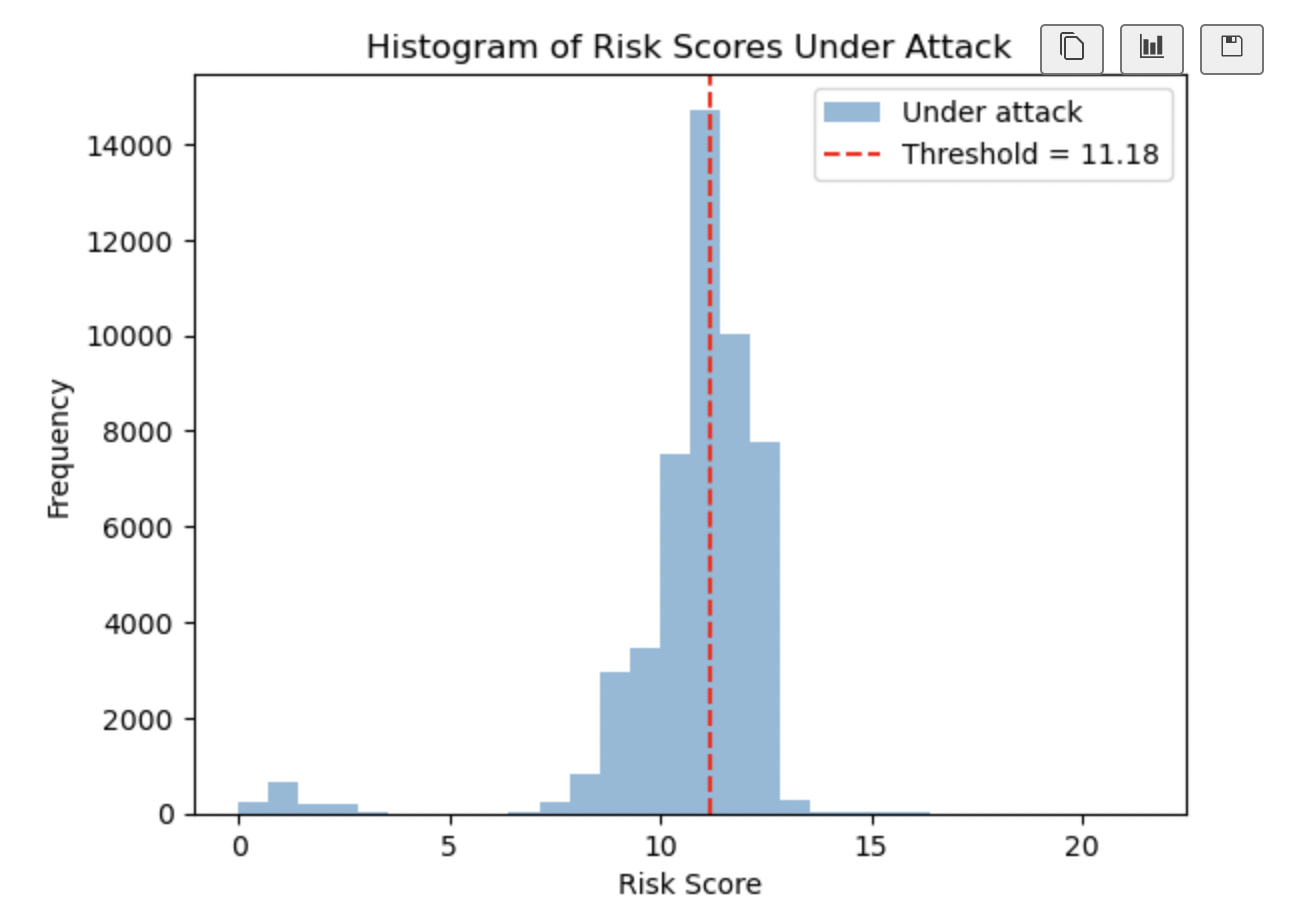 Histogram of Risk Scores Under Attack
Under attack
Threshold = 11.18
14000
12000
10000
8000
6000
4000
2000
0
Frequency
0 5 10 15 20
Risk Score